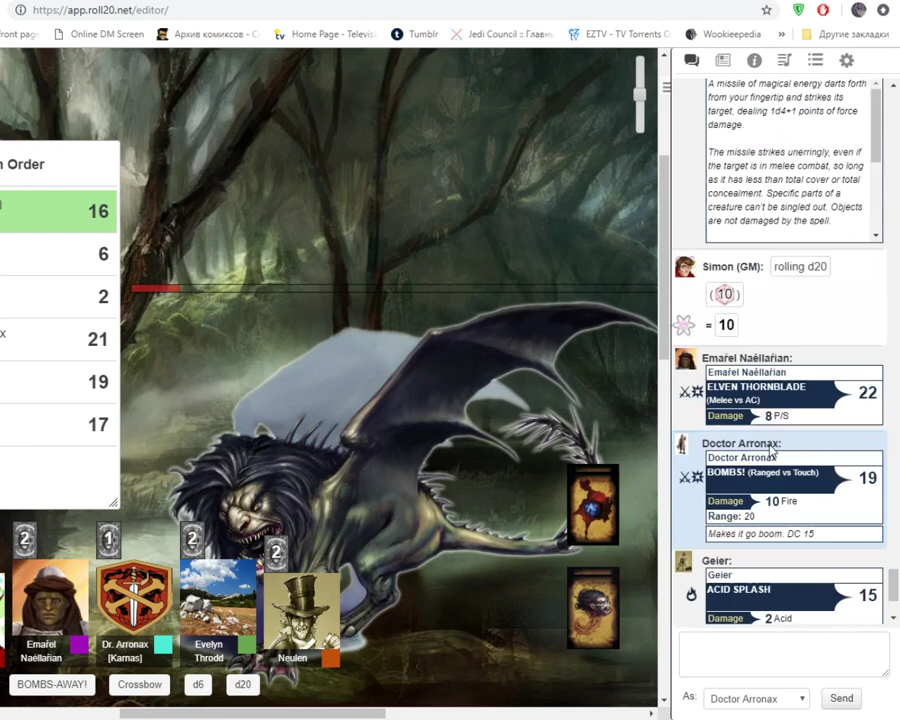 https://app.roll20.net/editor/
front page
Online DM Screen
Архив комиксов - С
Home Page - Televis
Tumblr
Jedi Council :: Главн
EZTV - TV Torrents O
Wookieepedia
»
Другие закладки
Order
16
6
2
x
21
19
17
A missile of magical energy darts forth
from your fingertip and strikes its
target, dealing 1d4+1 points of force
damage.
The missile strikes unerringly, even if
the target is in melee combat, so long
as it has less than total cover or total
concealment. Specific parts of a
creature can't be singled out. Objects
are not damaged by the spell.
Simon (GM): rolling d20
(10)
= 10
Emařel Naêllařian:
Emařel Naêllařian
ELVEN THORNBLADE
(Melee vs AC)
22
Damage 8 P/S
Doctor Arronax:
Doctor Arronax
BOMBS! (Ranged vs Touch)
19
Damage 10 Fire
Range: 20
Makes it go boom. DC 15
Geier:
Geier
ACID SPLASH
15
Damage 2 Acid
2
1
2
2
Emařel
Naêllařian
Dr. Arronax
[Karnas]
Evelyn
Throdd
Neulen
BOMBS-AWAY!
Crossbow
d6
d20
As:
Doctor Arronax
Send